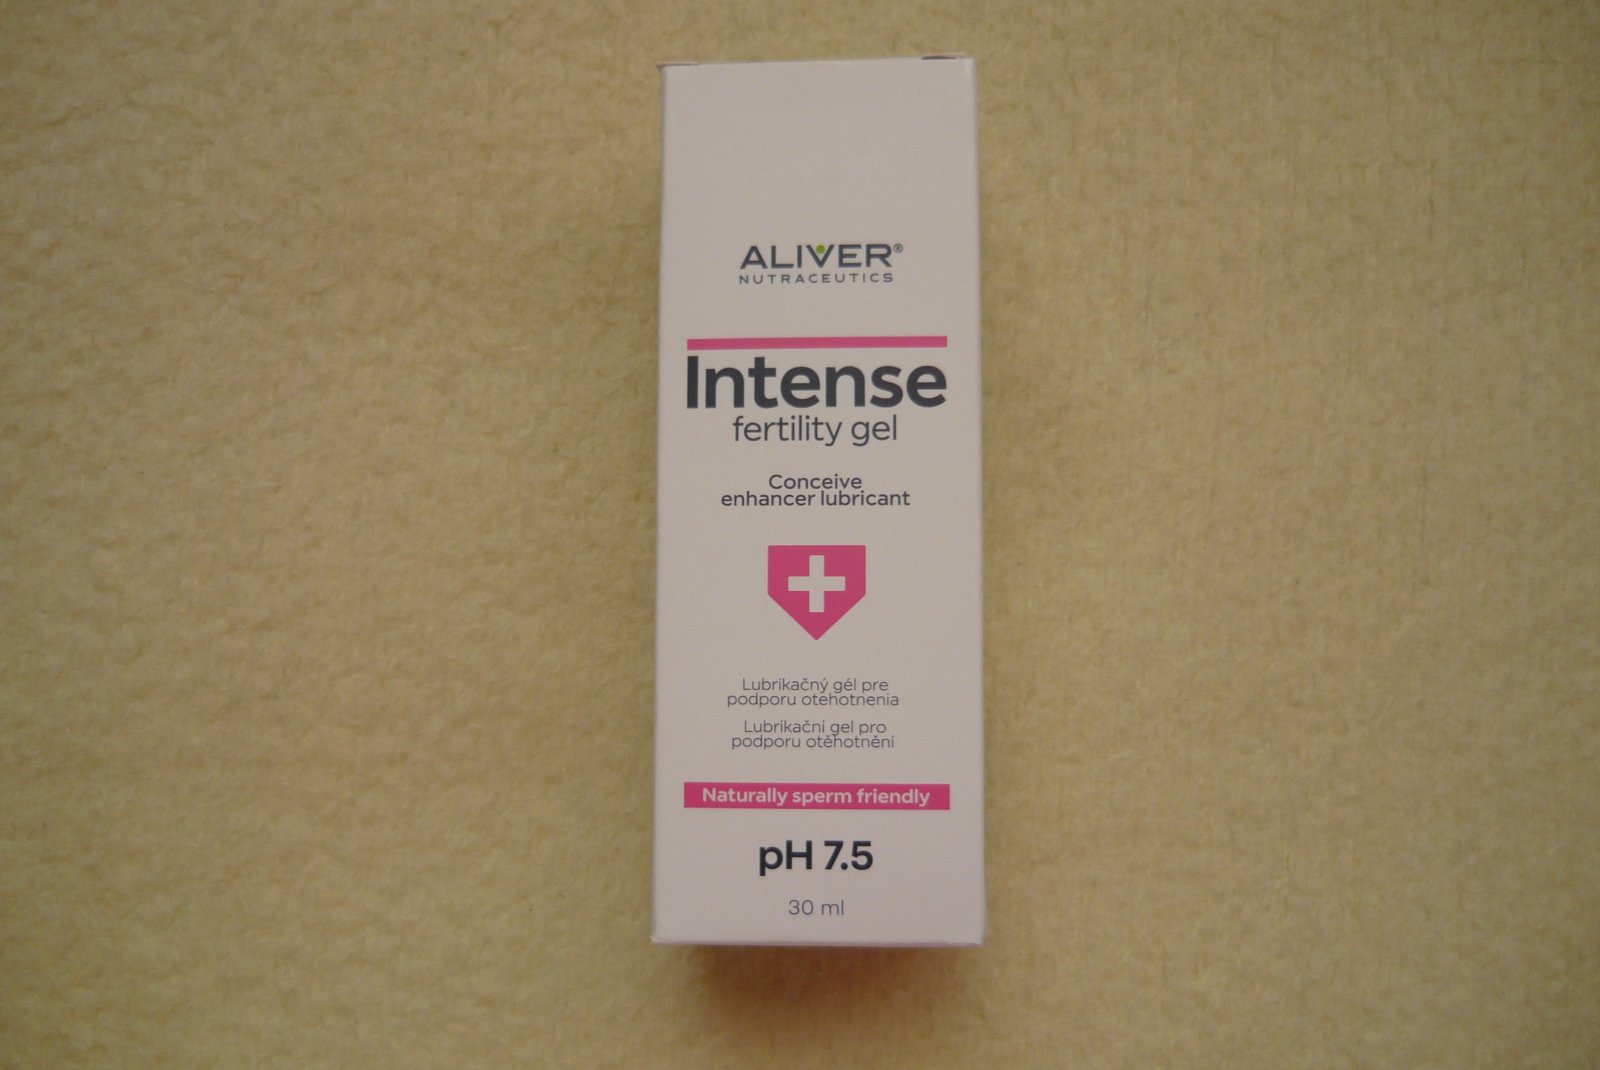 ALIVER®
NUTRACEUTICS
Intense
fertility gel
Conceive
enhancer lubricant
Lubrikačný gél pre
podporu otehotnenia
Lubrikační gel pro
podporu otěhotnění
Naturally sperm friendly
pH 7.5
30 ml